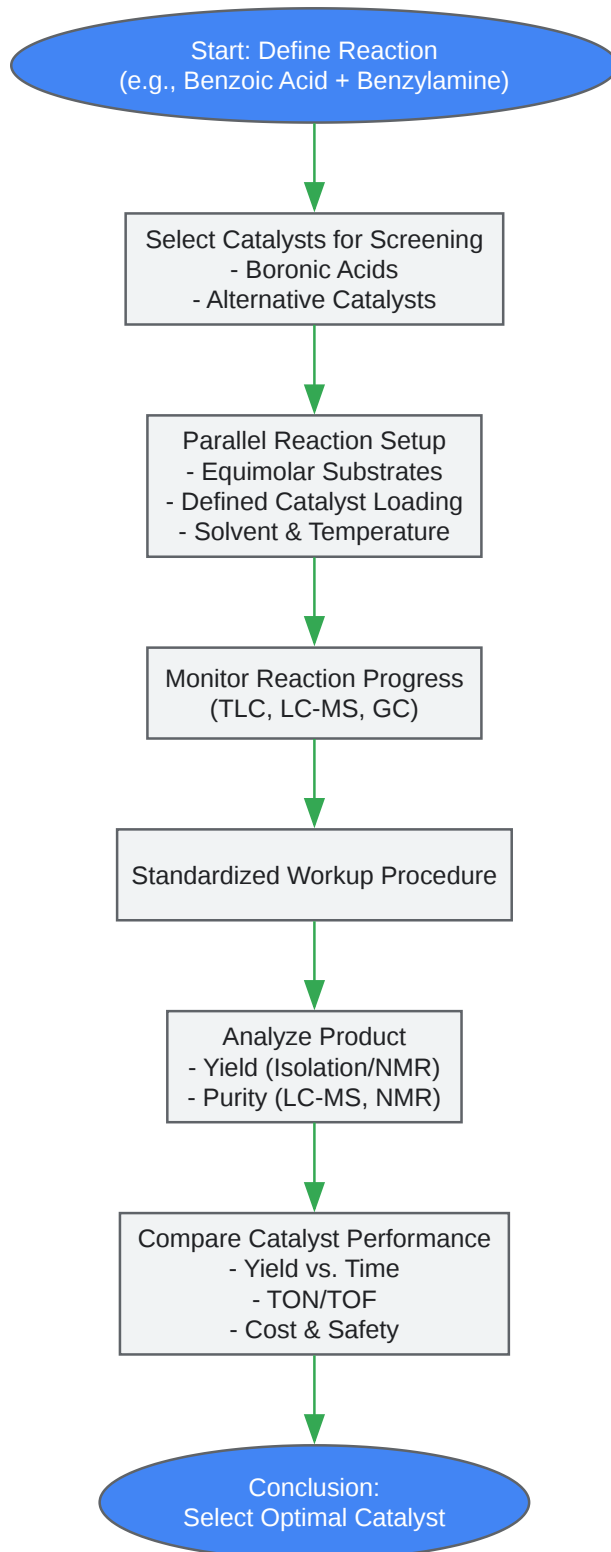 Start: Define Reaction
(e.g., Benzoic Acid + Benzylamine)
Select Catalysts for Screening
- Boronic Acids
- Alternative Catalysts
Parallel Reaction Setup
- Equimolar Substrates
- Defined Catalyst Loading
- Solvent & Temperature
Monitor Reaction Progress
(TLC, LC-MS, GC)
Standardized Workup Procedure
Analyze Product
- Yield (Isolation/NMR)
- Purity (LC-MS, NMR)
Compare Catalyst Performance
- Yield vs. Time
- TON/TOF
- Cost & Safety
Conclusion:
Select Optimal Catalyst